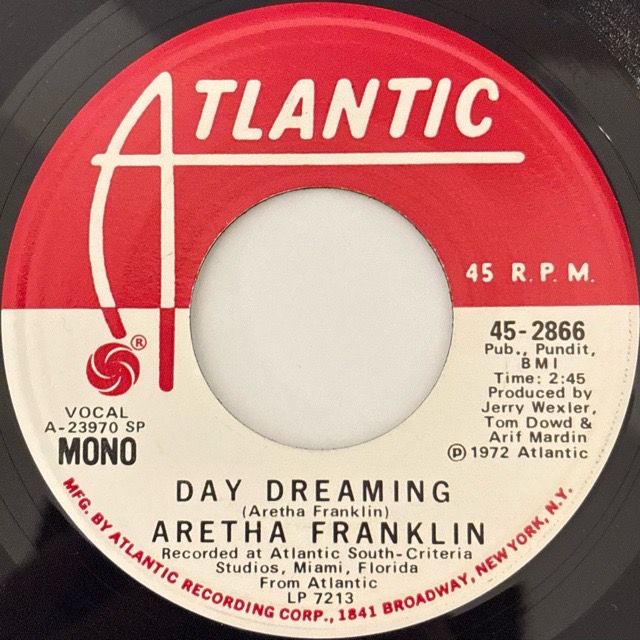 ATLANTIC
45 R.P.M.
®
45-2866
Pub., Pundit,
BMI
Time: 2:45
Produced by
Jerry Wexler,
Tom Dowd &
Arif Mardin
℗ 1972 Atlantic
VOCAL
A-23970 SP
MONO
DAY DREAMING
(Aretha Franklin)
ARETHA FRANKLIN
Recorded at Atlantic South-Criteria
Studios, Miami, Florida
From Atlantic
LP 7213
MFG. BY ATLANTIC RECORDING CORP., 1841 BROADWAY, NEW YORK, N.Y.